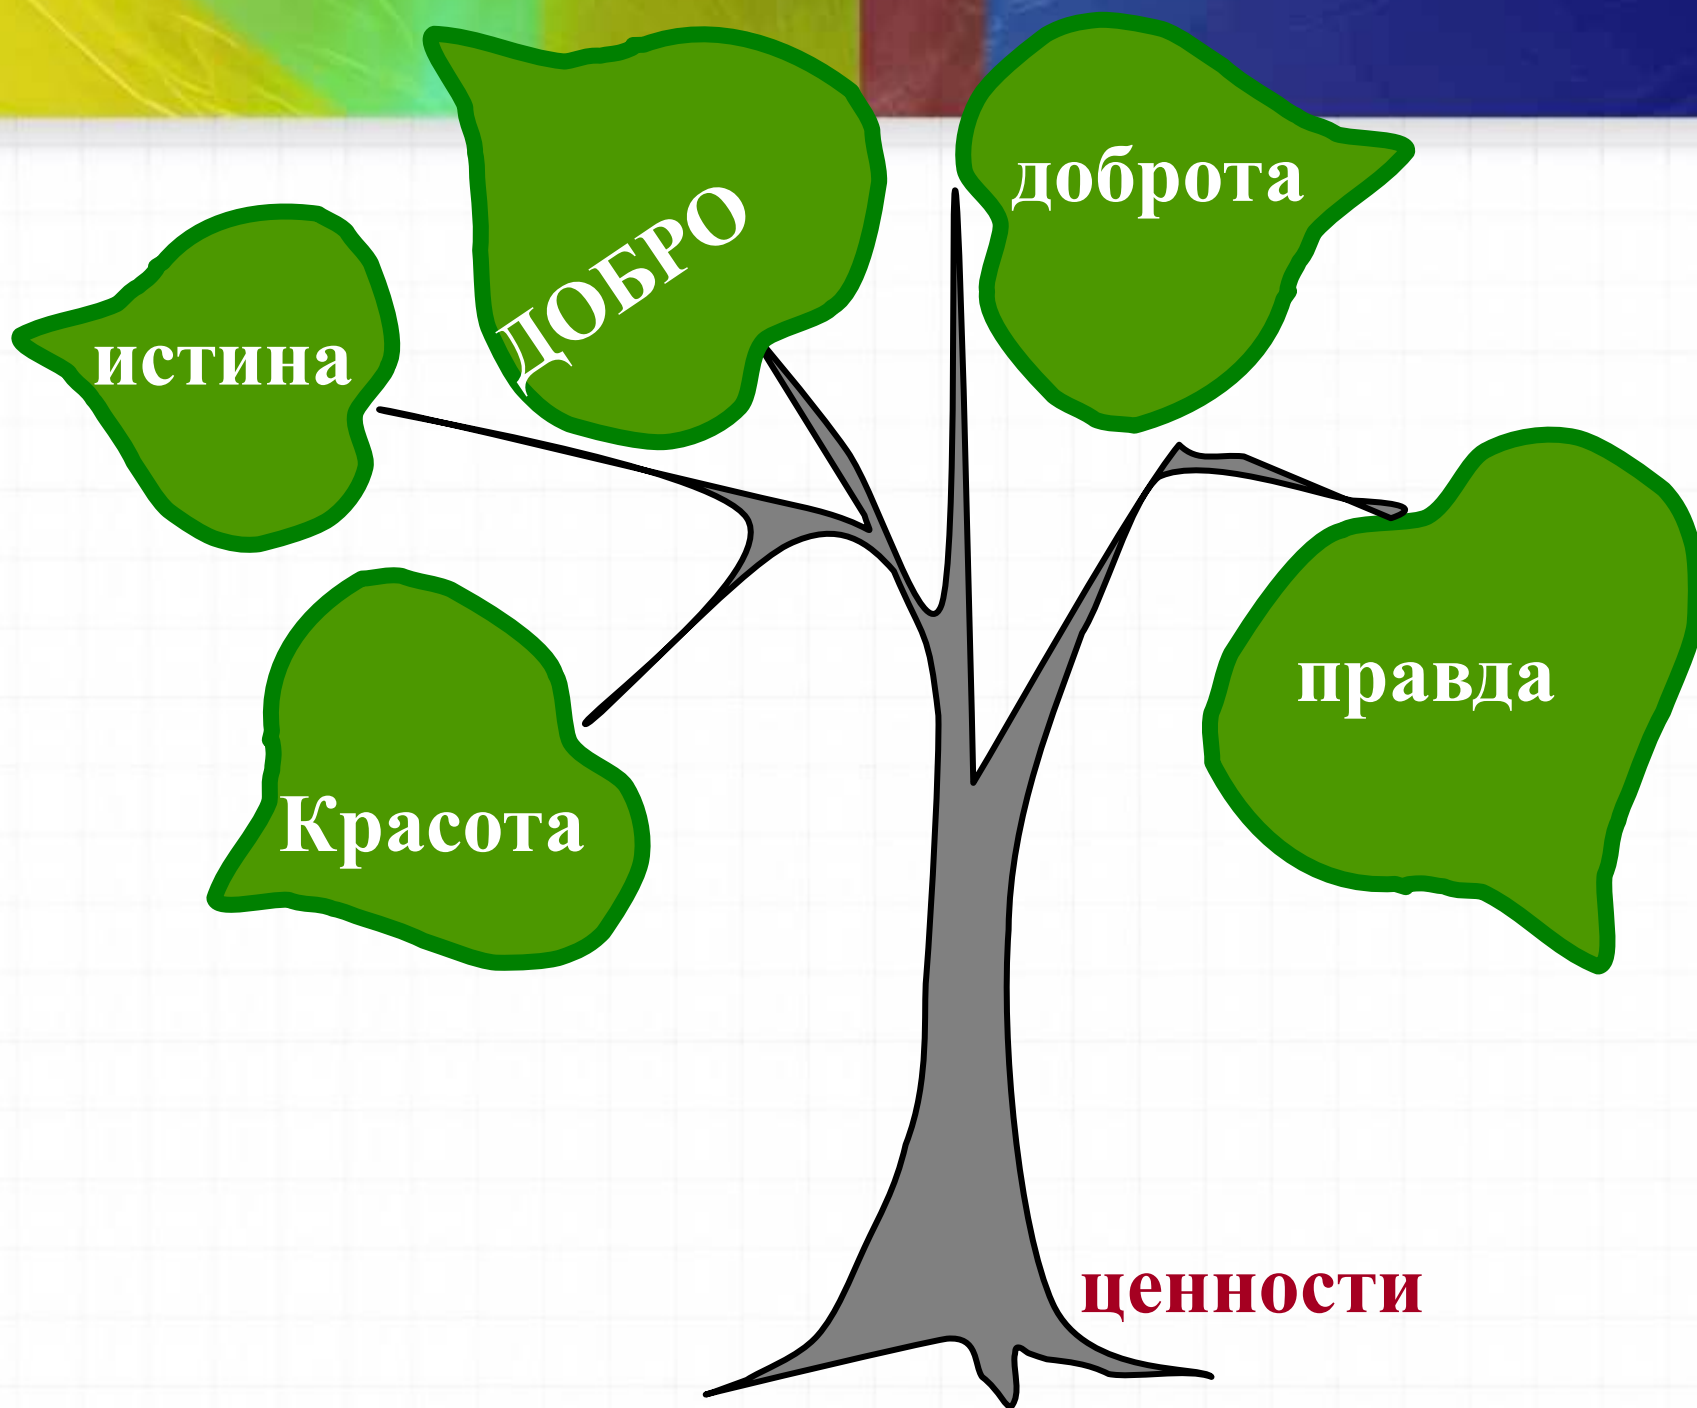 доброта
ДОБРО
истина
правда
Красота
ценности